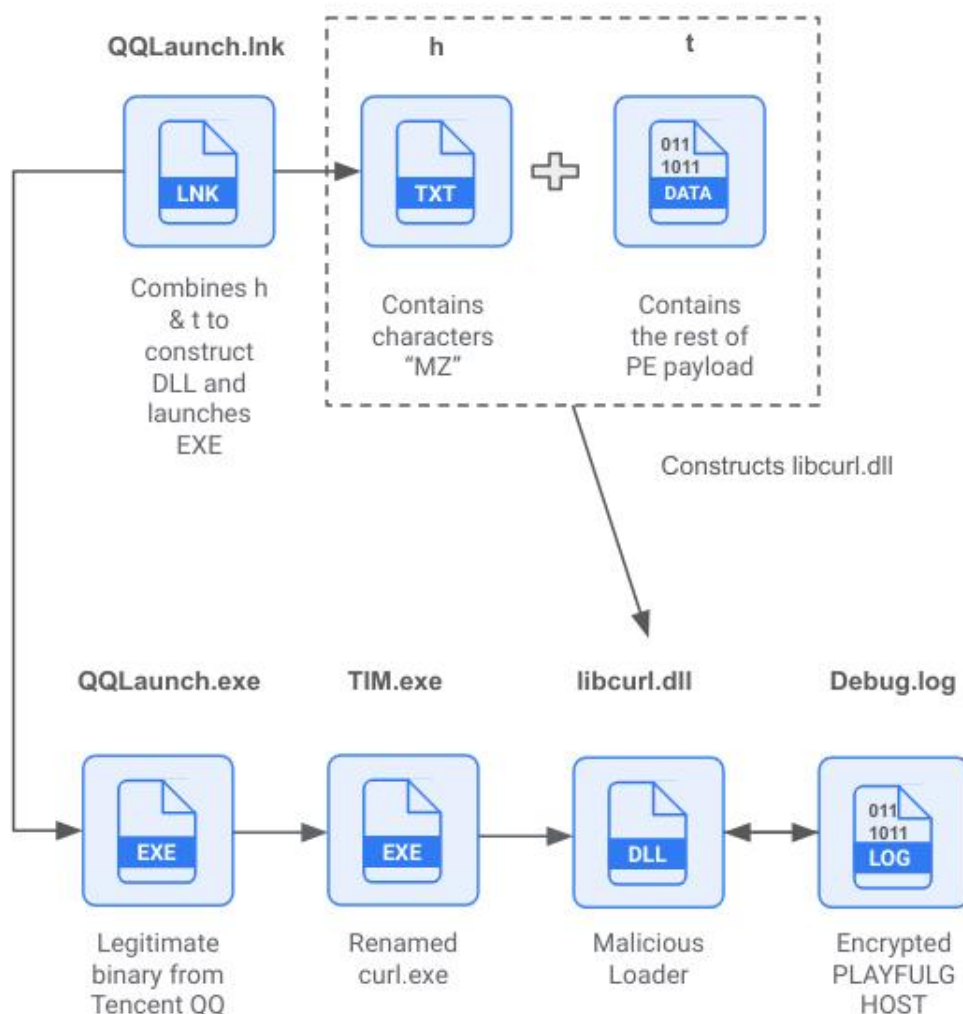 QQLaunch.lnk
h
t
LNK
TXT
011
1011
DATA
Combines h
& t to
construct
DLL and
launches
EXE
Contains
characters
“MZ”
Contains
the rest of
PE payload
Constructs libcurl.dll
QQLaunch.exe
TIM.exe
libcurl.dll
Debug.log
EXE
EXE
DLL
011
1011
LOG
Legitimate
binary from
Tencent QQ
Renamed
curl.exe
Malicious
Loader
Encrypted
PLAYFULG
HOST